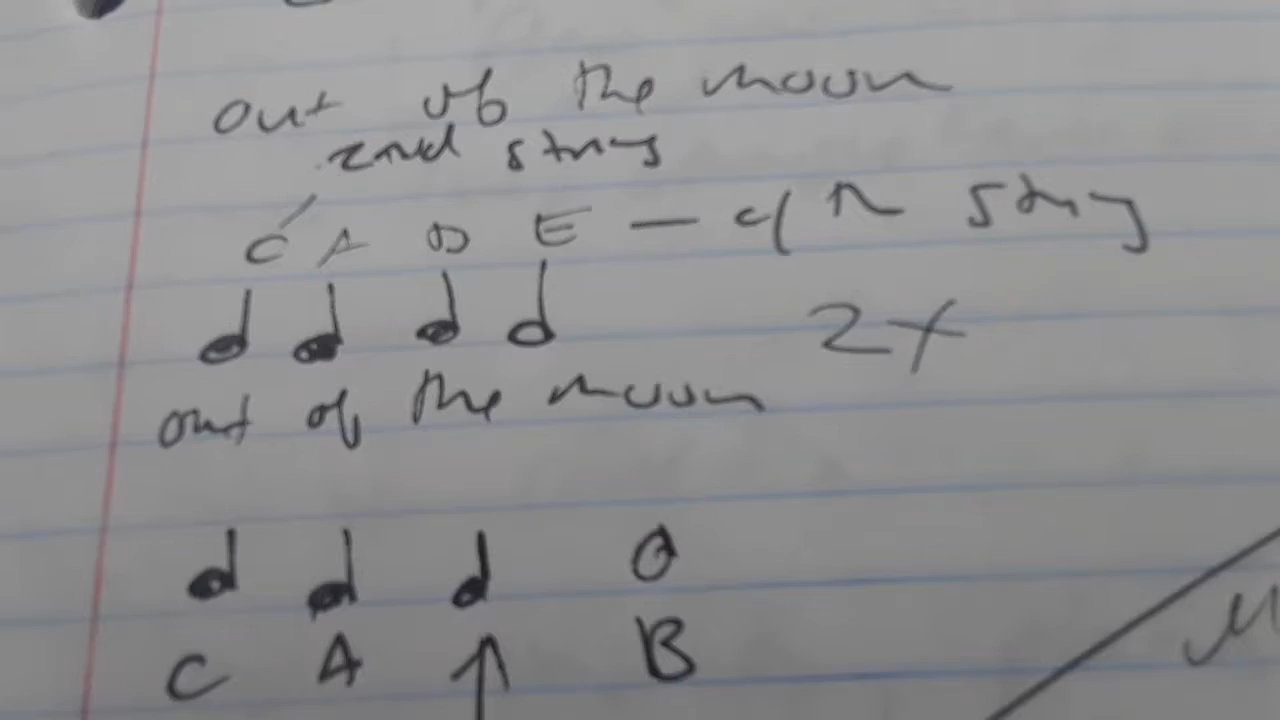 out of the moon
2nd string
C A D E — 4th string
2x
out of the moon
C A ↑ B